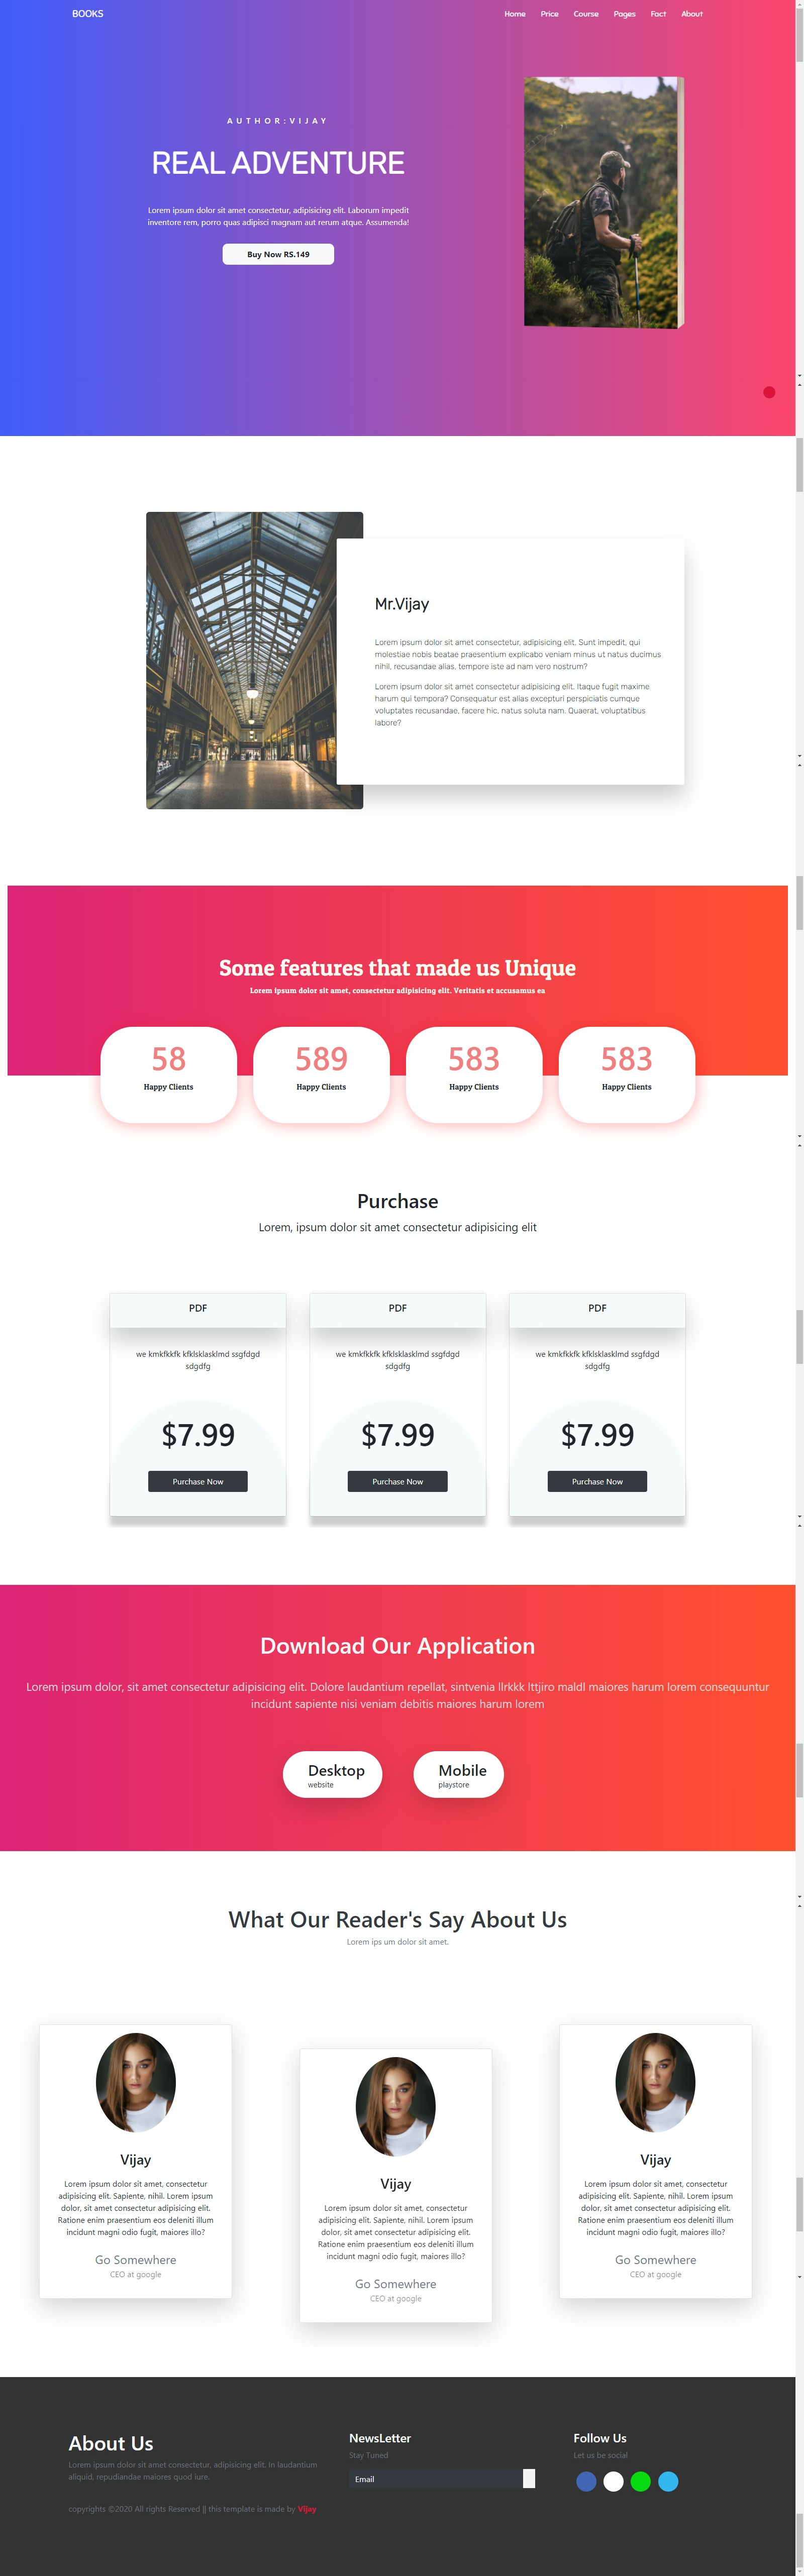 BOOKS
Home Price Course Pages Fact About
AUTHOR:VIJAY
REAL ADVENTURE
Lorem ipsum dolor sit amet consectetur, adipisicing elit. Laborum impedit
inventore rem, porro quas adipisci magnam aut rerum atque. Assumenda!
Buy Now RS.149
Mr.Vijay
Lorem ipsum dolor sit amet consectetur, adipisicing elit. Sunt impedit, qui
molestiae nobis beatae praesentium explicabo veniam minus ut natus ducimus
nihil, recusandae alias, tempore iste ad nam vero nostrum?
Lorem ipsum dolor sit amet consectetur adipisicing elit. Itaque fugit maxime
harum qui tempora? Consequatur est alias excepturi perspiciatis cumque
voluptates recusandae, facere hic, natus soluta nam. Quaerat, voluptatibus
labore?
Some features that made us Unique
Lorem ipsum dolor sit amet, consectetur adipisicing elit. Veritatis et accusamus ea
58
Happy Clients
589
Happy Clients
583
Happy Clients
583
Happy Clients
Purchase
Lorem, ipsum dolor sit amet consectetur adipisicing elit
PDF
we kmkfkkfk kfklsklasklmd ssgfdgd
sdgdfg
$7.99
Purchase Now
PDF
we kmkfkkfk kfklsklasklmd ssgfdgd
sdgdfg
$7.99
Purchase Now
PDF
we kmkfkkfk kfklsklasklmd ssgfdgd
sdgdfg
$7.99
Purchase Now
Download Our Application
Lorem ipsum dolor, sit amet consectetur adipisicing elit. Dolore laudantium repellat, sintvenia llrkkk lttjiro maldl maiores harum lorem consequuntur
incidunt sapiente nisi veniam debitis maiores harum lorem
Desktop
website
Mobile
playstore
What Our Reader's Say About Us
Lorem ips um dolor sit amet.
Vijay
Lorem ipsum dolor sit amet, consectetur
adipisicing elit. Sapiente, nihil. Lorem ipsum
dolor, sit amet consectetur adipisicing elit.
Ratione enim praesentium eos deleniti illum
incidunt magni odio fugit, maiores illo?
Go Somewhere
CEO at google
Vijay
Lorem ipsum dolor sit amet, consectetur
adipisicing elit. Sapiente, nihil. Lorem ipsum
dolor, sit amet consectetur adipisicing elit.
Ratione enim praesentium eos deleniti illum
incidunt magni odio fugit, maiores illo?
Go Somewhere
CEO at google
Vijay
Lorem ipsum dolor sit amet, consectetur
adipisicing elit. Sapiente, nihil. Lorem ipsum
dolor, sit amet consectetur adipisicing elit.
Ratione enim praesentium eos deleniti illum
incidunt magni odio fugit, maiores illo?
Go Somewhere
CEO at google
About Us
Lorem ipsum dolor sit amet consectetur, adipisicing elit. In laudantium
aliquid, repudiandae maiores quod iure.
copyrights ©2020 All rights Reserved || this template is made by Vijay
NewsLetter
Stay Tuned
Email
Follow Us
Let us be social